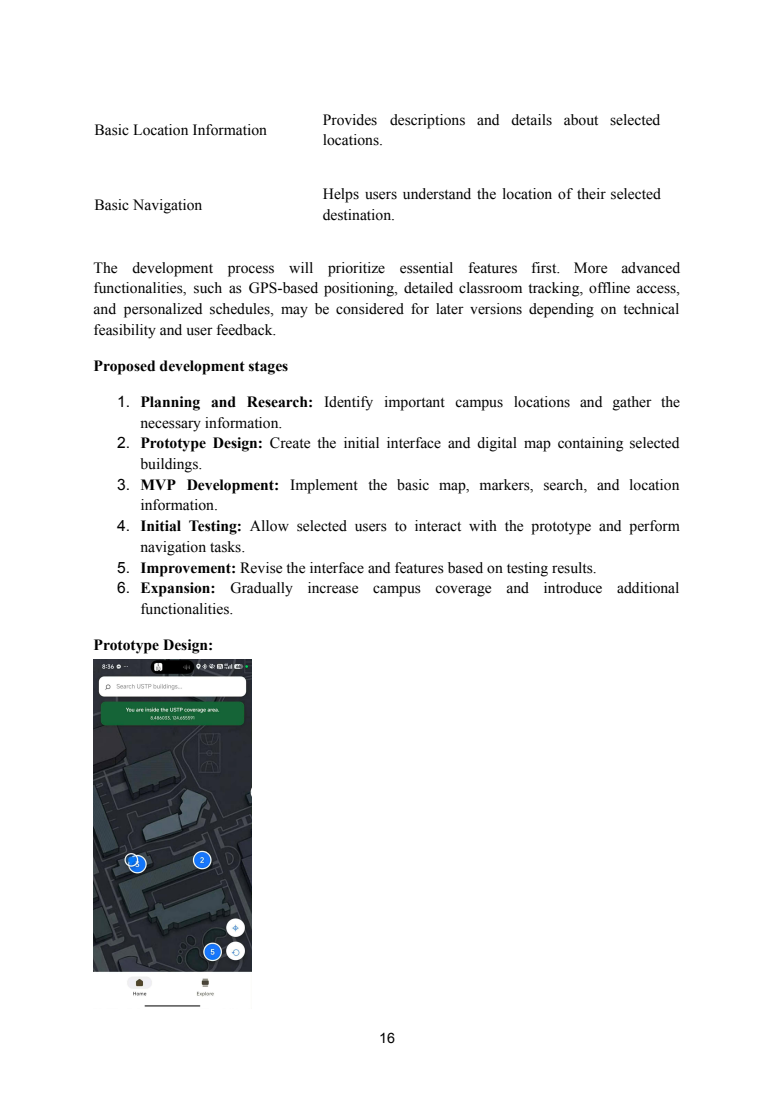 Basic Location Information
Provides descriptions and details about selected
locations.
Basic Navigation
Helps users understand the location of their selected
destination.
The development process will prioritize essential features first. More advanced
functionalities, such as GPS-based positioning, detailed classroom tracking, offline access,
and personalized schedules, may be considered for later versions depending on technical
feasibility and user feedback.
Proposed development stages
1. Planning and Research: Identify important campus locations and gather the
necessary information.
2. Prototype Design: Create the initial interface and digital map containing selected
buildings.
3. MVP Development: Implement the basic map, markers, search, and location
information.
4. Initial Testing: Allow selected users to interact with the prototype and perform
navigation tasks.
5. Improvement: Revise the interface and features based on testing results.
6. Expansion: Gradually increase campus coverage and introduce additional
functionalities.
Prototype Design:
8:36
Search USTP buildings...
You are inside the USTP coverage area.
2
5
Home
Explore
16